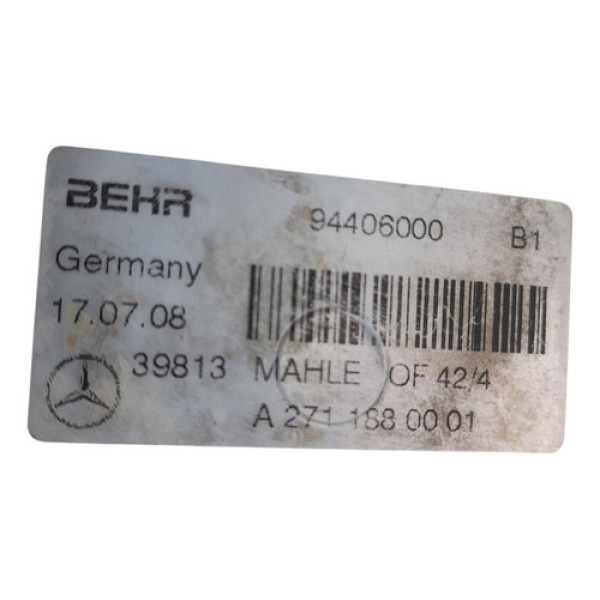 BEHR 94406000 B1
Germany
17.07.08
39813 MAHLE OF 42/4
A 271 188 00 01